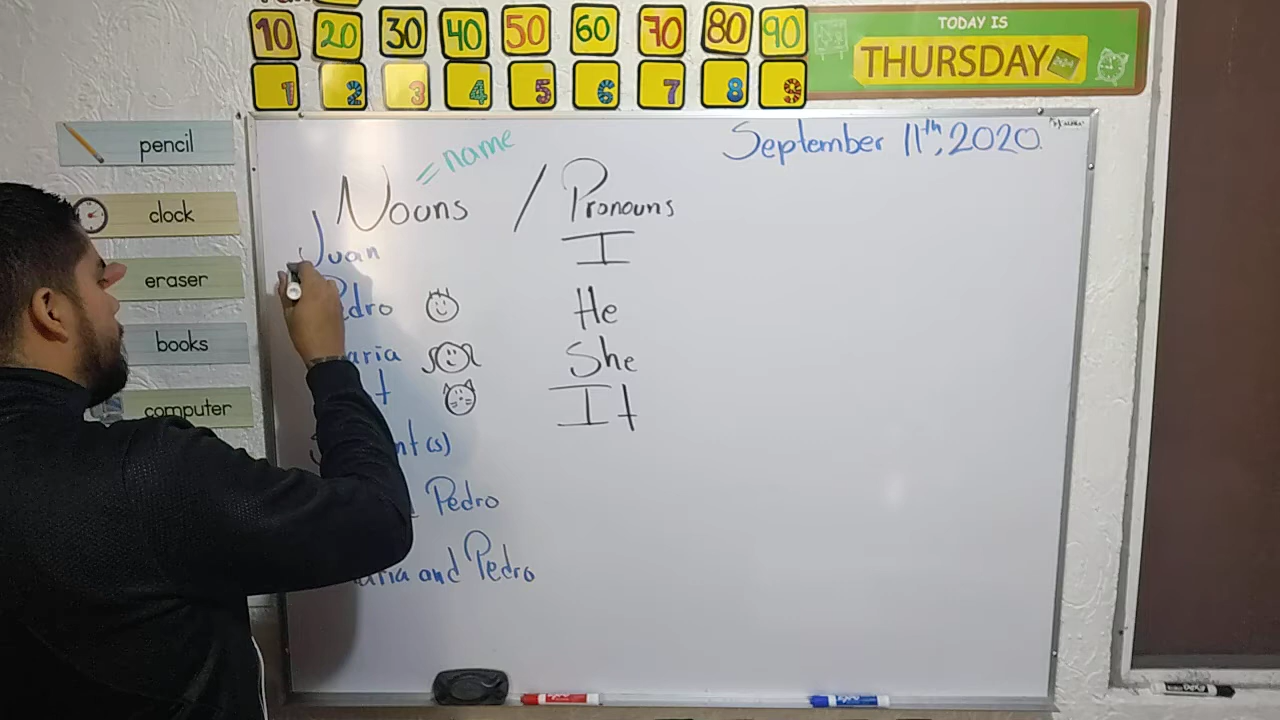 10 20 30 40 50 60 70 80 90
1 2 3 4 5 6 7 8 9
TODAY IS
THURSDAY
September 11th, 2020.
pencil
clock
eraser
books
computer
= name
Nouns / Pronouns
Juan I
Pedro He
She
It
(s)
Pedro
and Pedro